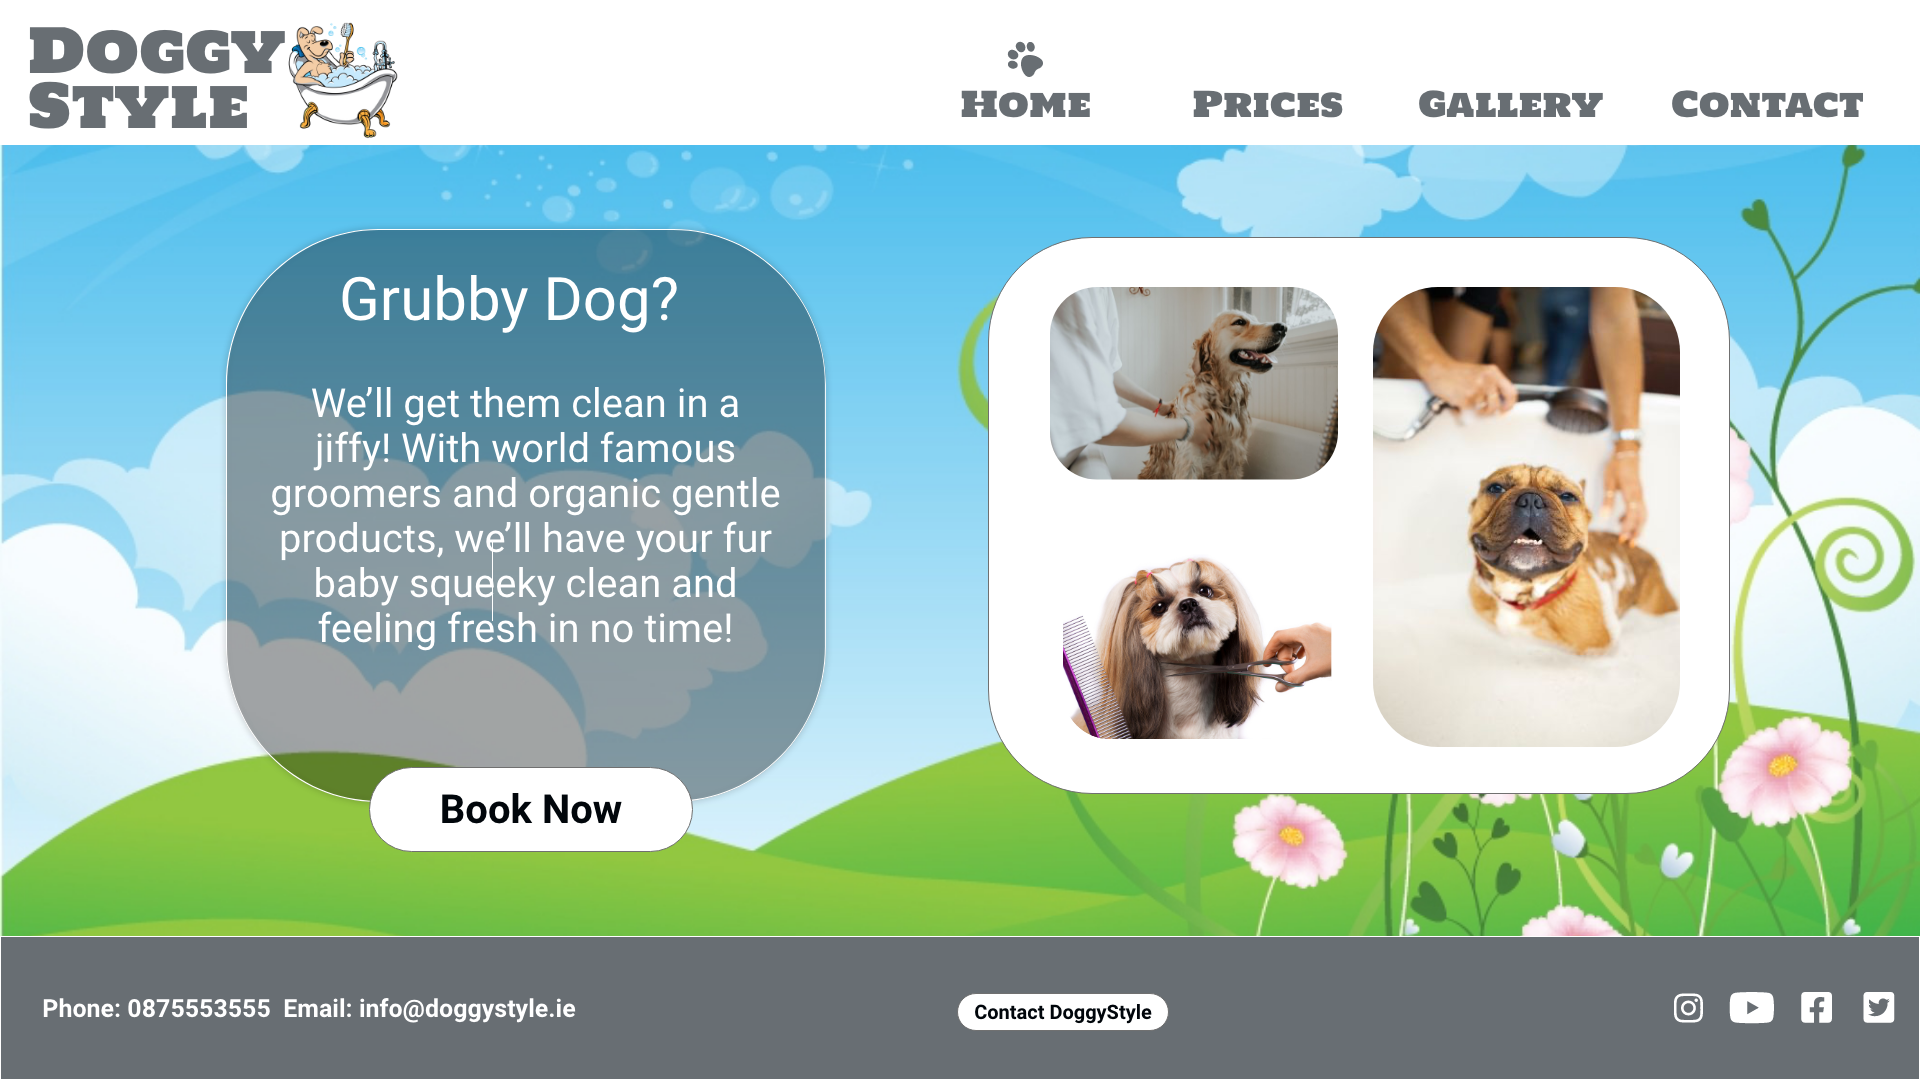 DOGGY
STYLE
HOME
PRICES
GALLERY
CONTACT
Grubby Dog?
We’ll get them clean in a
jiffy! With world famous
groomers and organic gentle
products, we’ll have your fur
baby squeeky clean and
feeling fresh in no time!
Book Now
Phone: 0875553555  Email: info@doggystyle.ie
Contact DoggyStyle